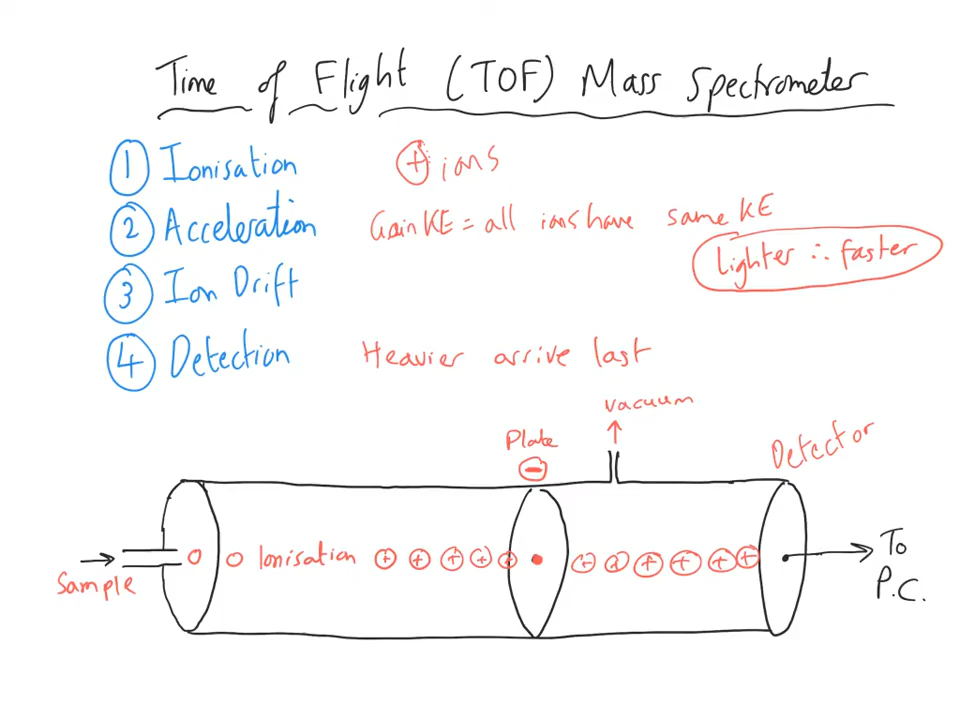 Time of Flight (TOF) Mass Spectrometer
1 Ionisation + ions
2 Acceleration Gain KE = all ions have same KE
Lighter ∴ faster
3 Ion Drift
4 Detection Heavier arrive last
vacuum
Plate
−
Detector
Sample
Ionisation + + + + + + + + + + +
To
P.C.